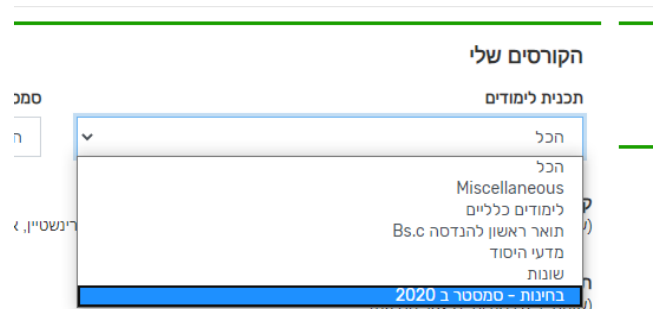 הקורסים שלי
תכנית לימודים
סמס
הכל
הכל
Miscellaneous
לימודים כלליים
תואר ראשון להנדסה Bs.c
מדעי היסוד
שונות
בחינות - סמסטר ב 2020
רינשטיין, א